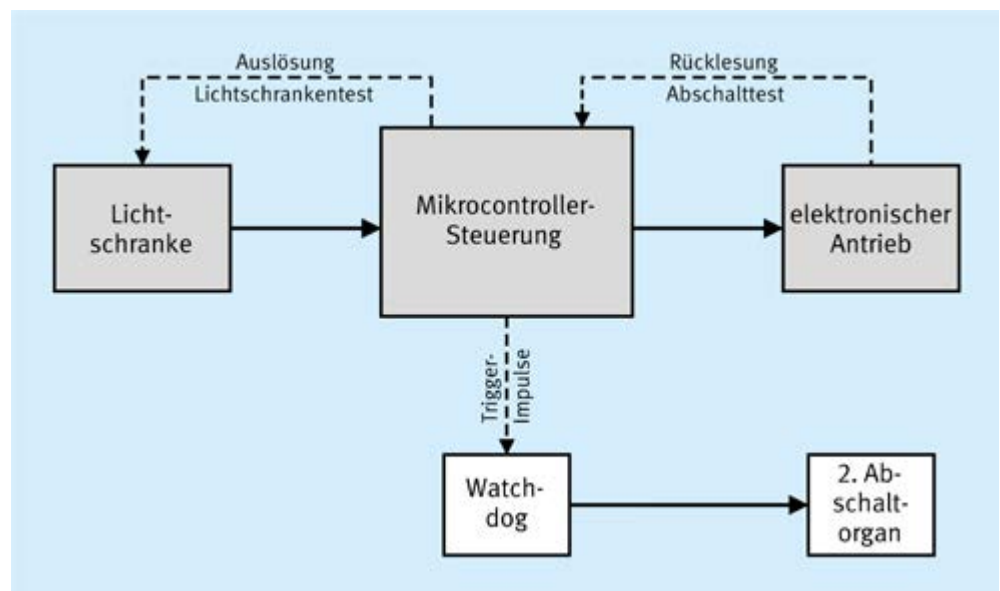 Auslösung
Lichtschrankentest
Rücklesung
Abschalttest
Licht-
schranke
Mikrocontroller-
Steuerung
elektronischer
Antrieb
Trigger-
Impulse
Watch-
dog
2. Ab-
schalt-
organ